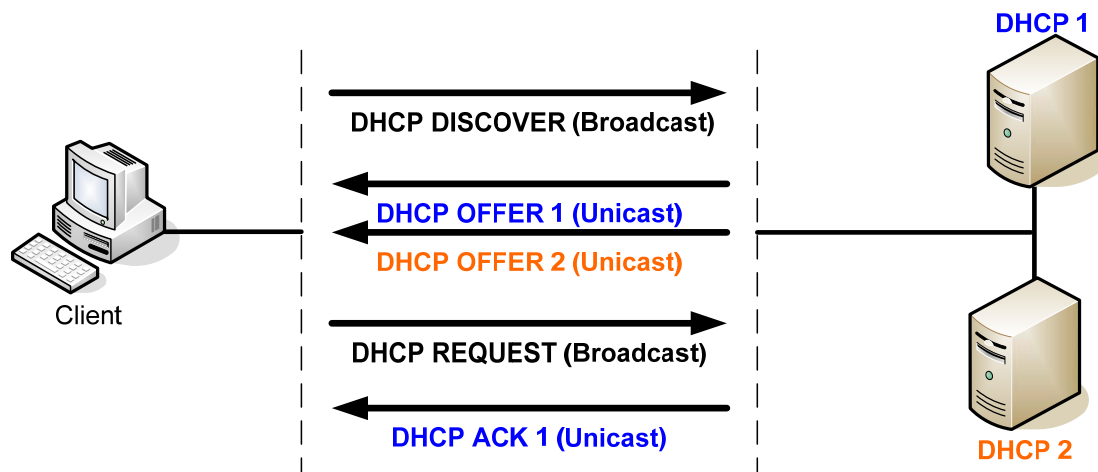 DHCP 1
DHCP DISCOVER (Broadcast)
DHCP OFFER 1 (Unicast)
DHCP OFFER 2 (Unicast)
Client
DHCP REQUEST (Broadcast)
DHCP ACK 1 (Unicast)
DHCP 2